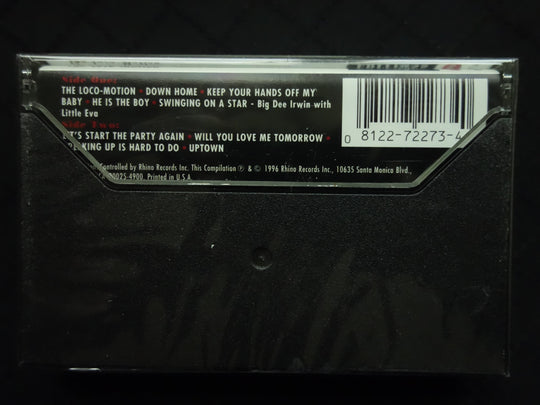 Side One:
THE LOCO-MOTION • DOWN HOME • KEEP YOUR HANDS OFF MY
BABY • HE IS THE BOY • SWINGING ON A STAR - Big Dee Irwin with
Little Eva
Side Two:
LET'S START THE PARTY AGAIN • WILL YOU LOVE ME TOMORROW •
BREAKING UP IS HARD TO DO • UPTOWN
Controlled by Rhino Records Inc. This Compilation ℗ & © 1996 Rhino Records Inc., 10635 Santa Monica Blvd.,
90025-4900. Printed in U.S.A.
0 8122-72273-4